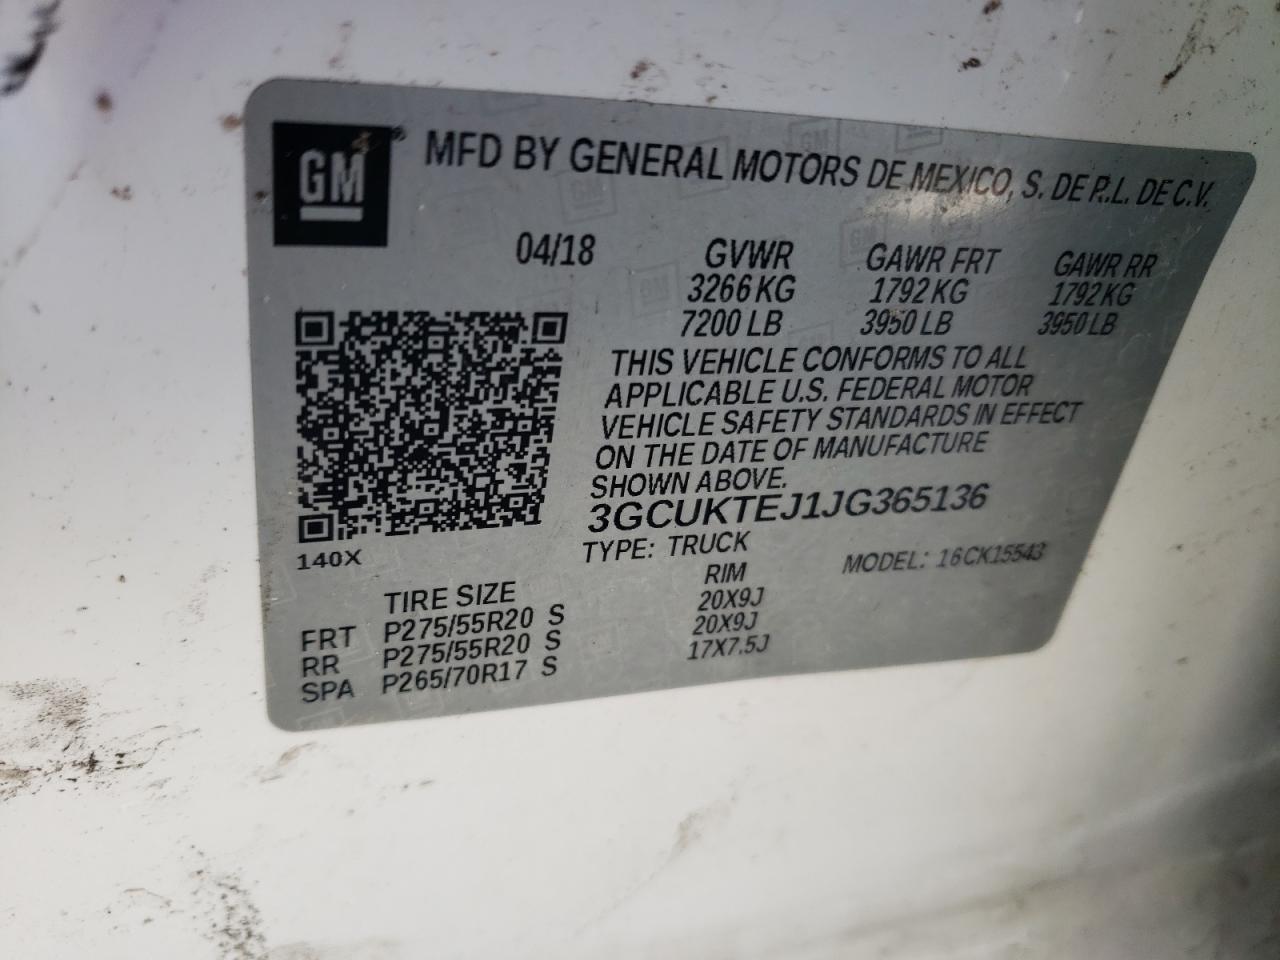 GM ® MFD BY GENERAL MOTORS DE MEXICO, S. DE R.L. DE C.V.
04/18 GVWR GAWR FRT GAWR RR
3266 KG 1792 KG 1792 KG
7200 LB 3950 LB 3950 LB
THIS VEHICLE CONFORMS TO ALL
APPLICABLE U.S. FEDERAL MOTOR
VEHICLE SAFETY STANDARDS IN EFFECT
ON THE DATE OF MANUFACTURE
SHOWN ABOVE.
3GCUKTEJ1JG365136
140X TYPE: TRUCK MODEL: 16CK15543
TIRE SIZE RIM
FRT P275/55R20 S 20X9J
RR P275/55R20 S 20X9J
SPA P265/70R17 S 17X7.5J